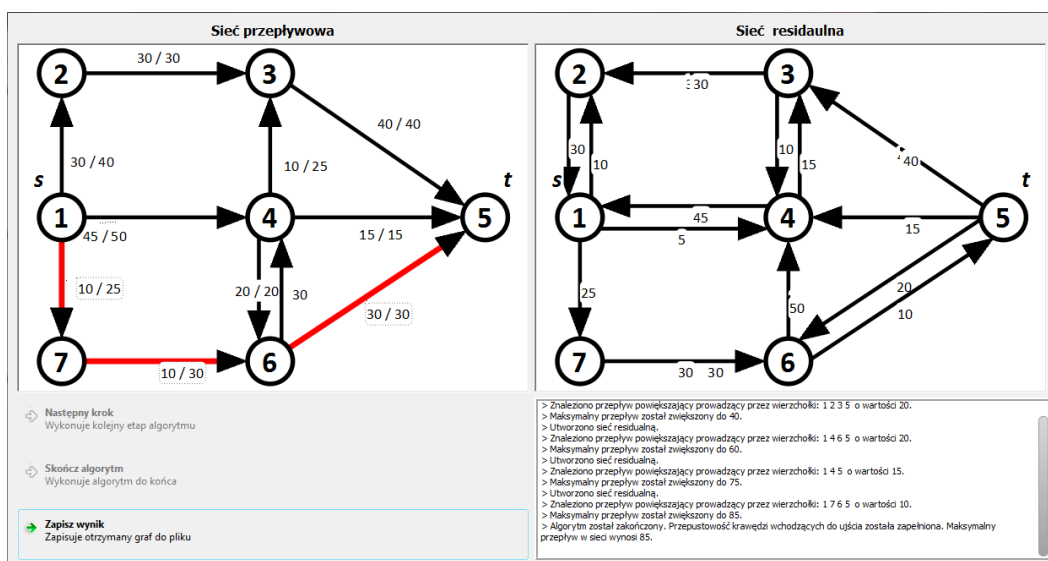 Sieć przepływowa
Sieć residaulna
30 / 30
2
3
30 / 40
40 / 40
10 / 25
s
t
1
4
5
45 / 50
15 / 15
10 / 25
20 / 20
30
30 / 30
7
6
10 / 30
2
3
30
30
10
10
15
40
s
t
1
4
5
45
5
15
25
50
20
10
7
6
30
30
Następny krok
Wykonuje kolejny etap algorytmu
Skończ algorytm
Wykonuje algorytm do końca
Zapisz wynik
Zapisuje otrzymany graf do pliku
> Znaleziono przepływ powiększający prowadzący przez wierzchołki: 1 2 3 5 o wartości 20.
> Maksymalny przepływ został zwiększony do 40.
> Utworzono sieć residualną.
> Znaleziono przepływ powiększający prowadzący przez wierzchołki: 1 4 6 5 o wartości 20.
> Maksymalny przepływ został zwiększony do 60.
> Utworzono sieć residualną.
> Znaleziono przepływ powiększający prowadzący przez wierzchołki: 1 4 5 o wartości 15.
> Maksymalny przepływ został zwiększony do 75.
> Utworzono sieć residualną.
> Znaleziono przepływ powiększający prowadzący przez wierzchołki: 1 7 6 5 o wartości 10.
> Maksymalny przepływ został zwiększony do 85.
> Algorytm został zakończony. Przepustowość krawędzi wchodzących do ujścia została zapełniona. Maksymalny
przepływ w sieci wynosi 85.